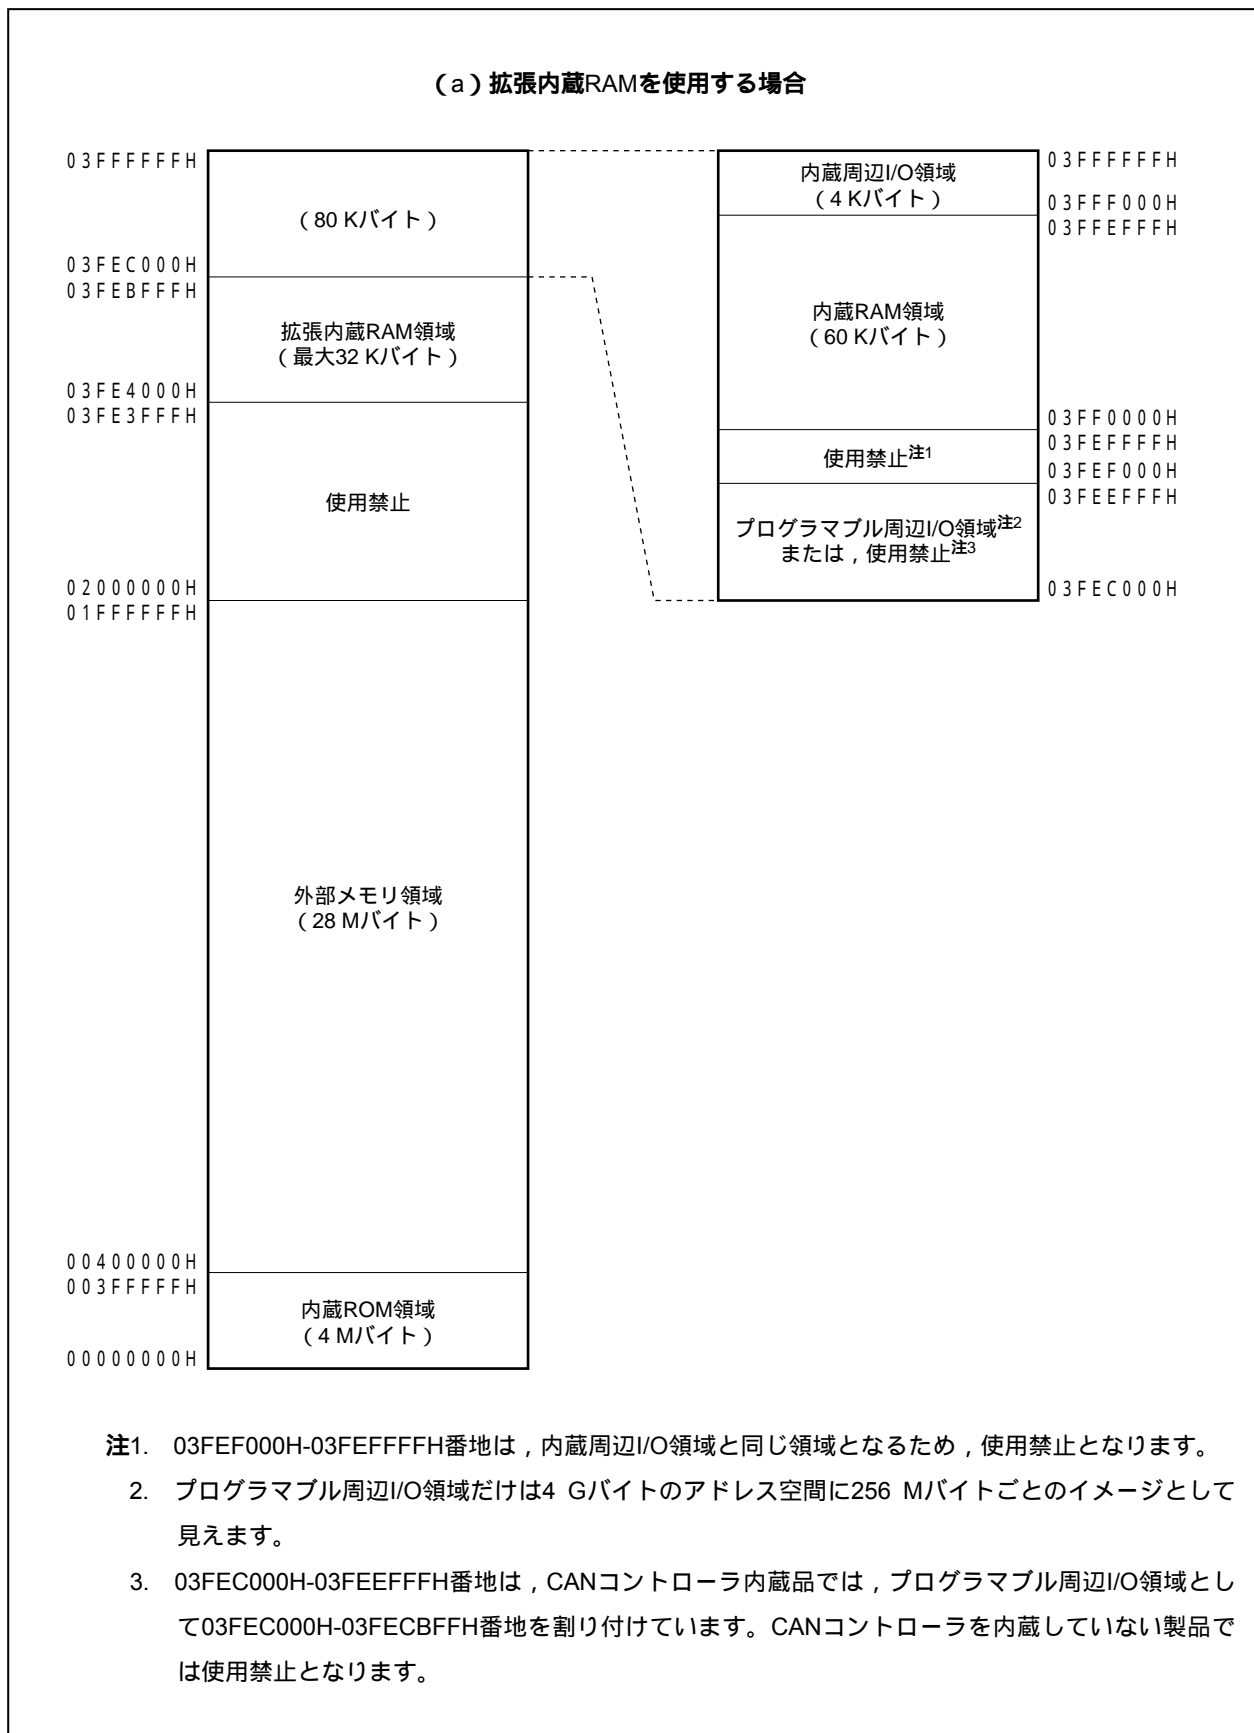 （a）拡張内蔵RAMを使用する場合
03FFFFFFH
（80 Kバイト）
03FEC000H
03FEBFFFH
拡張内蔵RAM領域
（最大32 Kバイト）
03FE4000H
03FE3FFFH
使用禁止
02000000H
01FFFFFFH
外部メモリ領域
（28 Mバイト）
00400000H
003FFFFFH
内蔵ROM領域
（4 Mバイト）
00000000H
内蔵周辺I/O領域
（4 Kバイト）
03FFFFFFH
03FFF000H
03FFEFFFH
内蔵RAM領域
（60 Kバイト）
03FF0000H
03FEFFFFH
使用禁止注1
03FEF000H
03FEEFFFH
プログラマブル周辺I/O領域注2
または，使用禁止注3
03FEC000H
注1. 03FEF000H-03FEFFFFH番地は，内蔵周辺I/O領域と同じ領域となるため，使用禁止となります。
2. プログラマブル周辺I/O領域だけは4 Gバイトのアドレス空間に256 Mバイトごとのイメージとして
見えます。
3. 03FEC000H-03FEEFFFH番地は，CANコントローラ内蔵品では，プログラマブル周辺I/O領域とし
て03FEC000H-03FECBFFH番地を割り付けています。CANコントローラを内蔵していない製品で
は使用禁止となります。